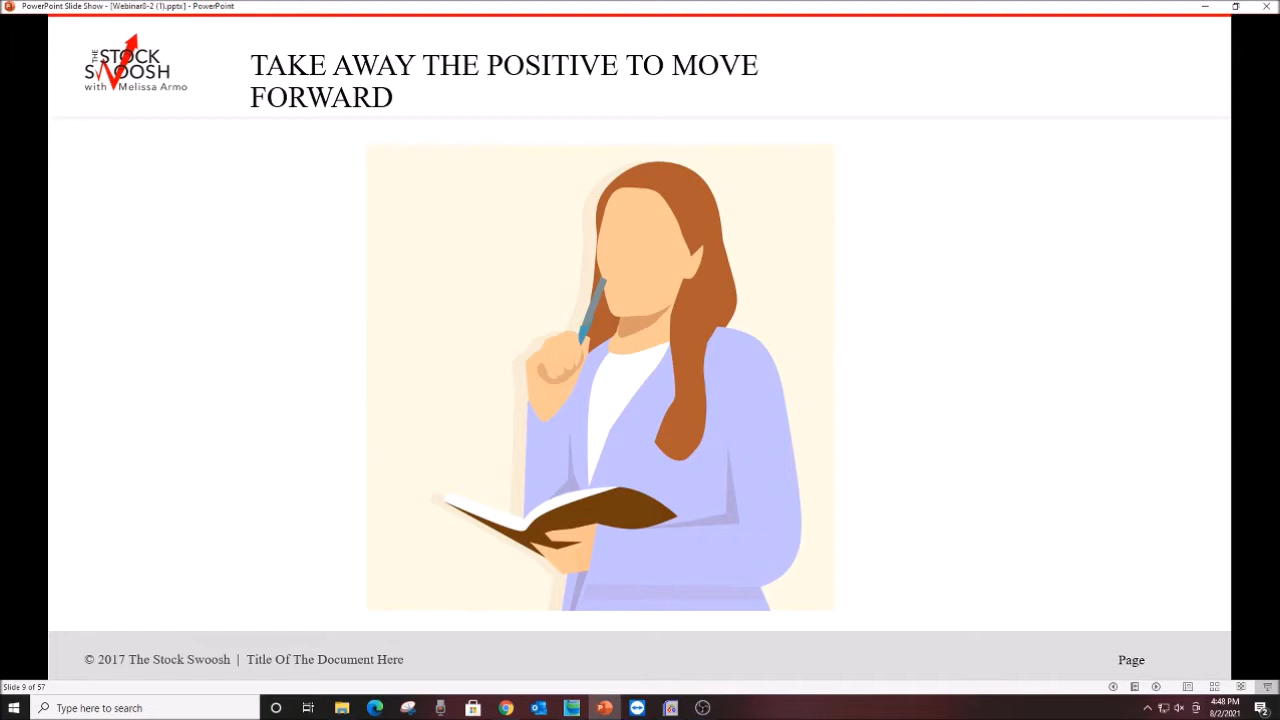 PowerPoint Slide Show - [Webinar8-2 (1).pptx] - PowerPoint
THE
STOCK
SWOOSH
with Melissa Armo
TAKE AWAY THE POSITIVE TO MOVE
FORWARD
© 2017 The Stock Swoosh | Title Of The Document Here
Page
Slide 9 of 57
Type here to search
4:48 PM
8/2/2021
2